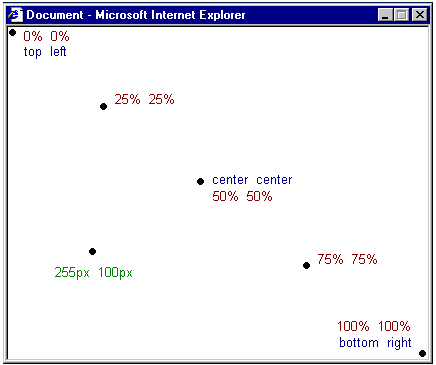 Document - Microsoft Internet Explorer
0% 0%
top left
25% 25%
center center
50% 50%
75% 75%
255px 100px
100% 100%
bottom right